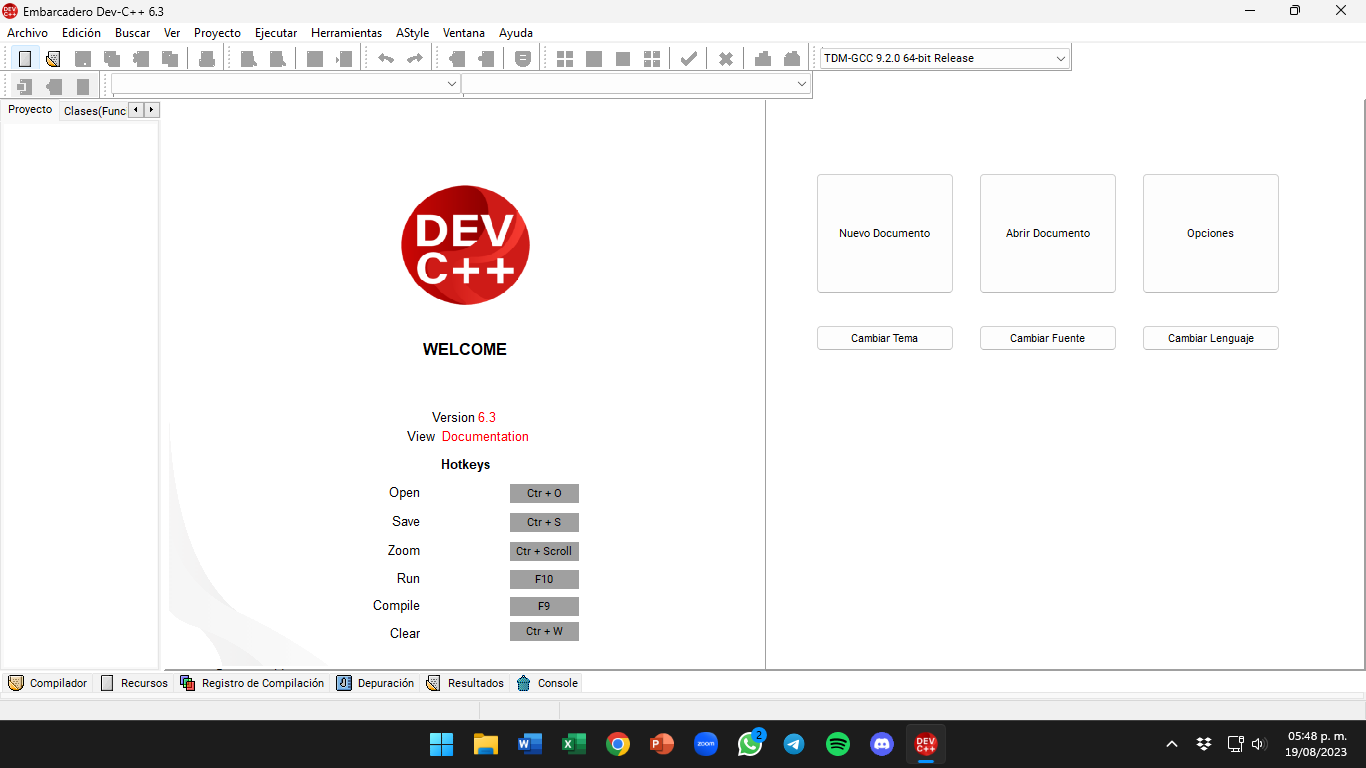 Embarcadero Dev-C++ 6.3
Archivo Edición Buscar Ver Proyecto Ejecutar Herramientas AStyle Ventana Ayuda
TDM-GCC 9.2.0 64-bit Release
Proyecto Clases(Func
DEV
C++
WELCOME
Version 6.3
View Documentation
Hotkeys
Open Ctr + O
Save Ctr + S
Zoom Ctr + Scroll
Run F10
Compile F9
Clear Ctr + W
Nuevo Documento Abrir Documento Opciones
Cambiar Tema Cambiar Fuente Cambiar Lenguaje
Compilador Recursos Registro de Compilación Depuración Resultados Console
W X P zoom 2 DEV C++
05:48 p. m.
19/08/2023